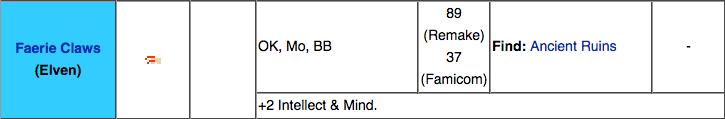 Faerie Claws
(Elven)
OK, Mo, BB
89
(Remake)
37
(Famicom)
Find: Ancient Ruins
-
+2 Intellect & Mind.